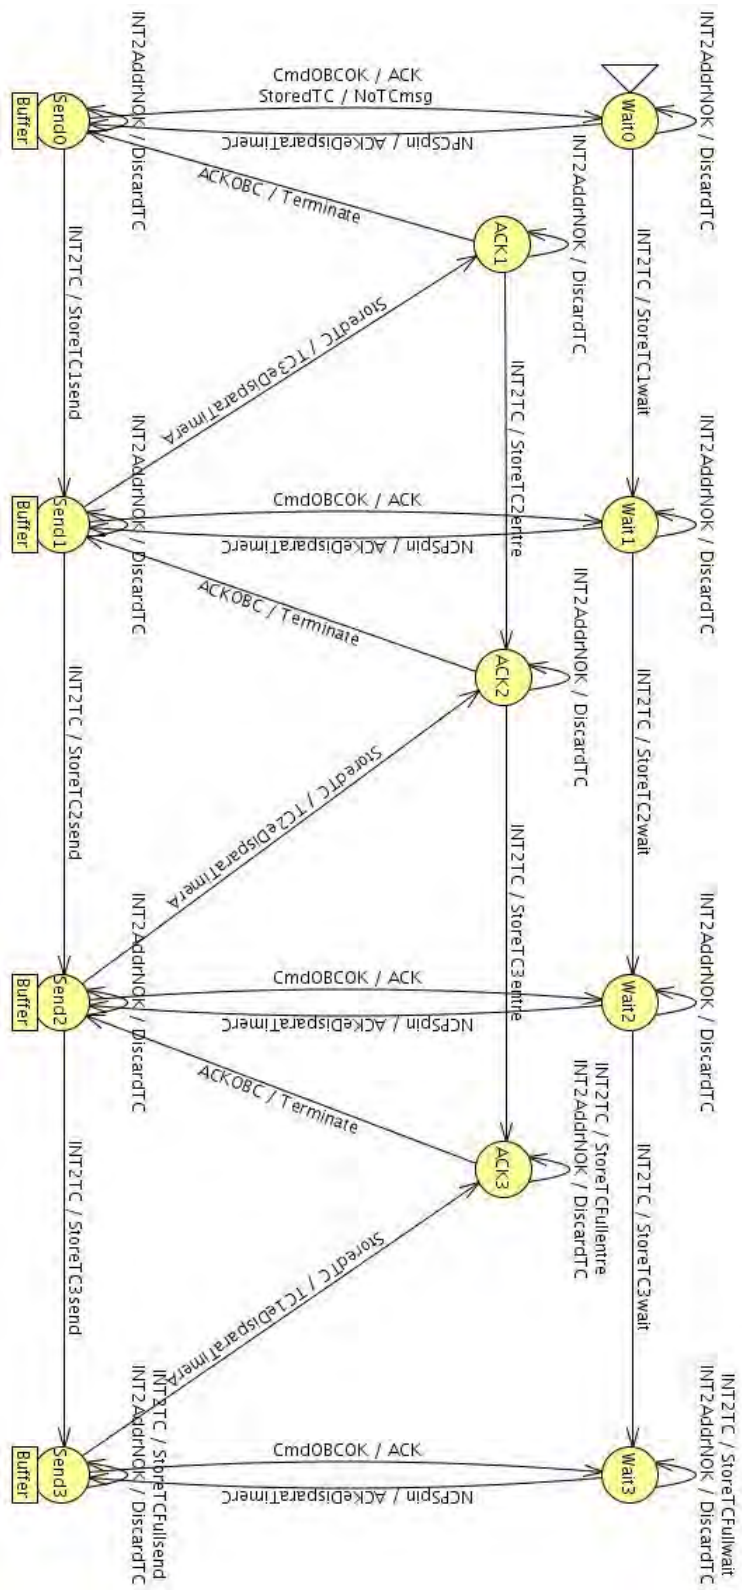 INT2AddrNOK / DiscardTC
INT2AddrNOK / DiscardTC
INT2AddrNOK / DiscardTC
INT2TC / StoreTCFullwait
INT2AddrNOK / DiscardTC
Wait0
INT2TC / StoreTC1wait
Wait1
INT2TC / StoreTC2wait
Wait2
INT2TC / StoreTC3wait
Wait3
INT2AddrNOK / DiscardTC
INT2AddrNOK / DiscardTC
INT2TC / StoreTCFullentre
INT2AddrNOK / DiscardTC
ACK1
INT2TC / StoreTC2entre
ACK2
INT2TC / StoreTC3entre
ACK3
CmdOBCOK / ACK
StoredTC / NoTCmsg
NPCSpin / ACKeDisparaTimerC
ACKOBC / Terminate
StoredTC / TC3eDisparaTimerA
CmdOBCOK / ACK
NCPSpin / ACKeDisparaTimerC
ACKOBC / Terminate
StoredTC / TC2eDisparaTimerA
CmdOBCOK / ACK
NCPSpin / ACKeDisparaTimerC
ACKOBC / Terminate
StoredTC / TC1eDisparaTimerA
CmdOBCOK / ACK
NCPSpin / ACKeDisparaTimerC
INT2AddrNOK / DiscardTC
INT2AddrNOK / DiscardTC
INT2AddrNOK / DiscardTC
INT2TC / StoreTCFullsend
INT2AddrNOK / DiscardTC
Send0
INT2TC / StoreTC1send
Send1
INT2TC / StoreTC2send
Send2
INT2TC / StoreTC3send
Send3
Buffer
Buffer
Buffer
Buffer